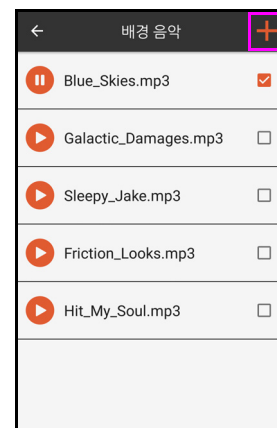 배경 음악
Blue_Skies.mp3
Galactic_Damages.mp3
Sleepy_Jake.mp3
Friction_Looks.mp3
Hit_My_Soul.mp3